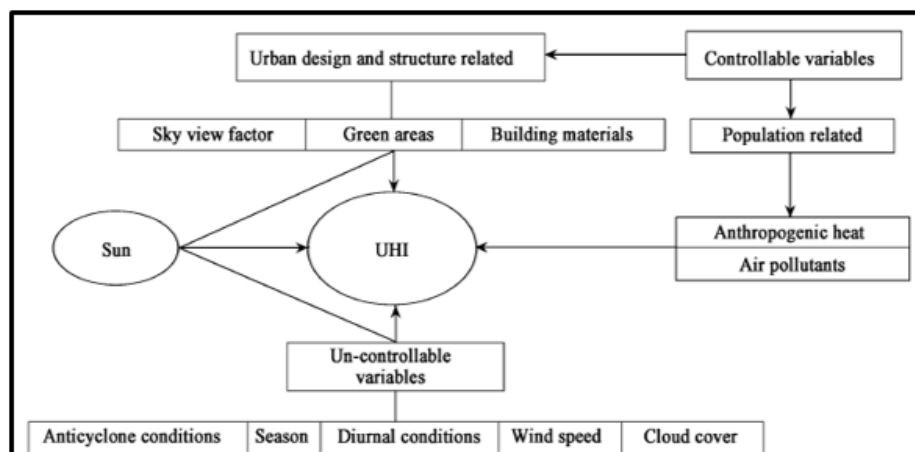 Urban design and structure related
Controllable variables
Sky view factor
Green areas
Building materials
Population related
Sun
UHI
Anthropogenic heat
Air pollutants
Un-controllable
variables
Anticyclone conditions
Season
Diurnal conditions
Wind speed
Cloud cover